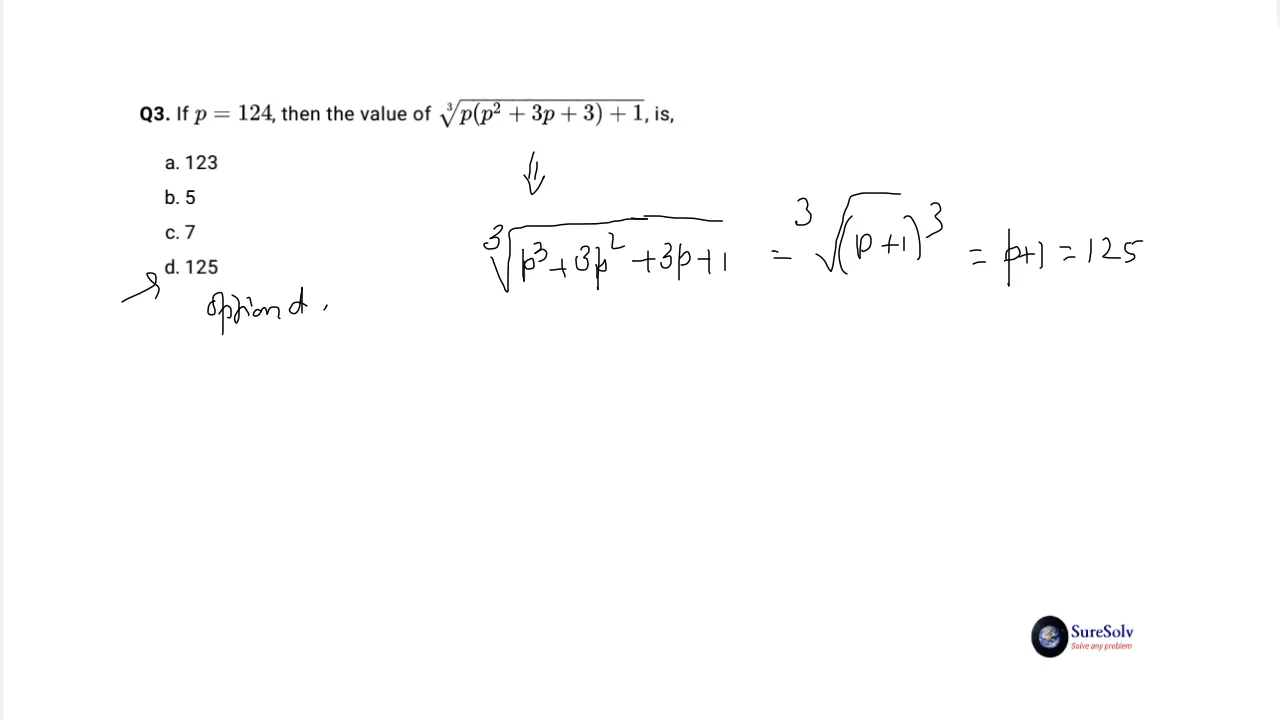 Q3. If p = 124, then the value of ∛(p(p² + 3p + 3) + 1), is,
a. 123
b. 5
c. 7
d. 125
option d.
∛(p³ + 3p² + 3p + 1) = ∛((p + 1)³) = p+1 = 125
SureSolv
Solve any problem